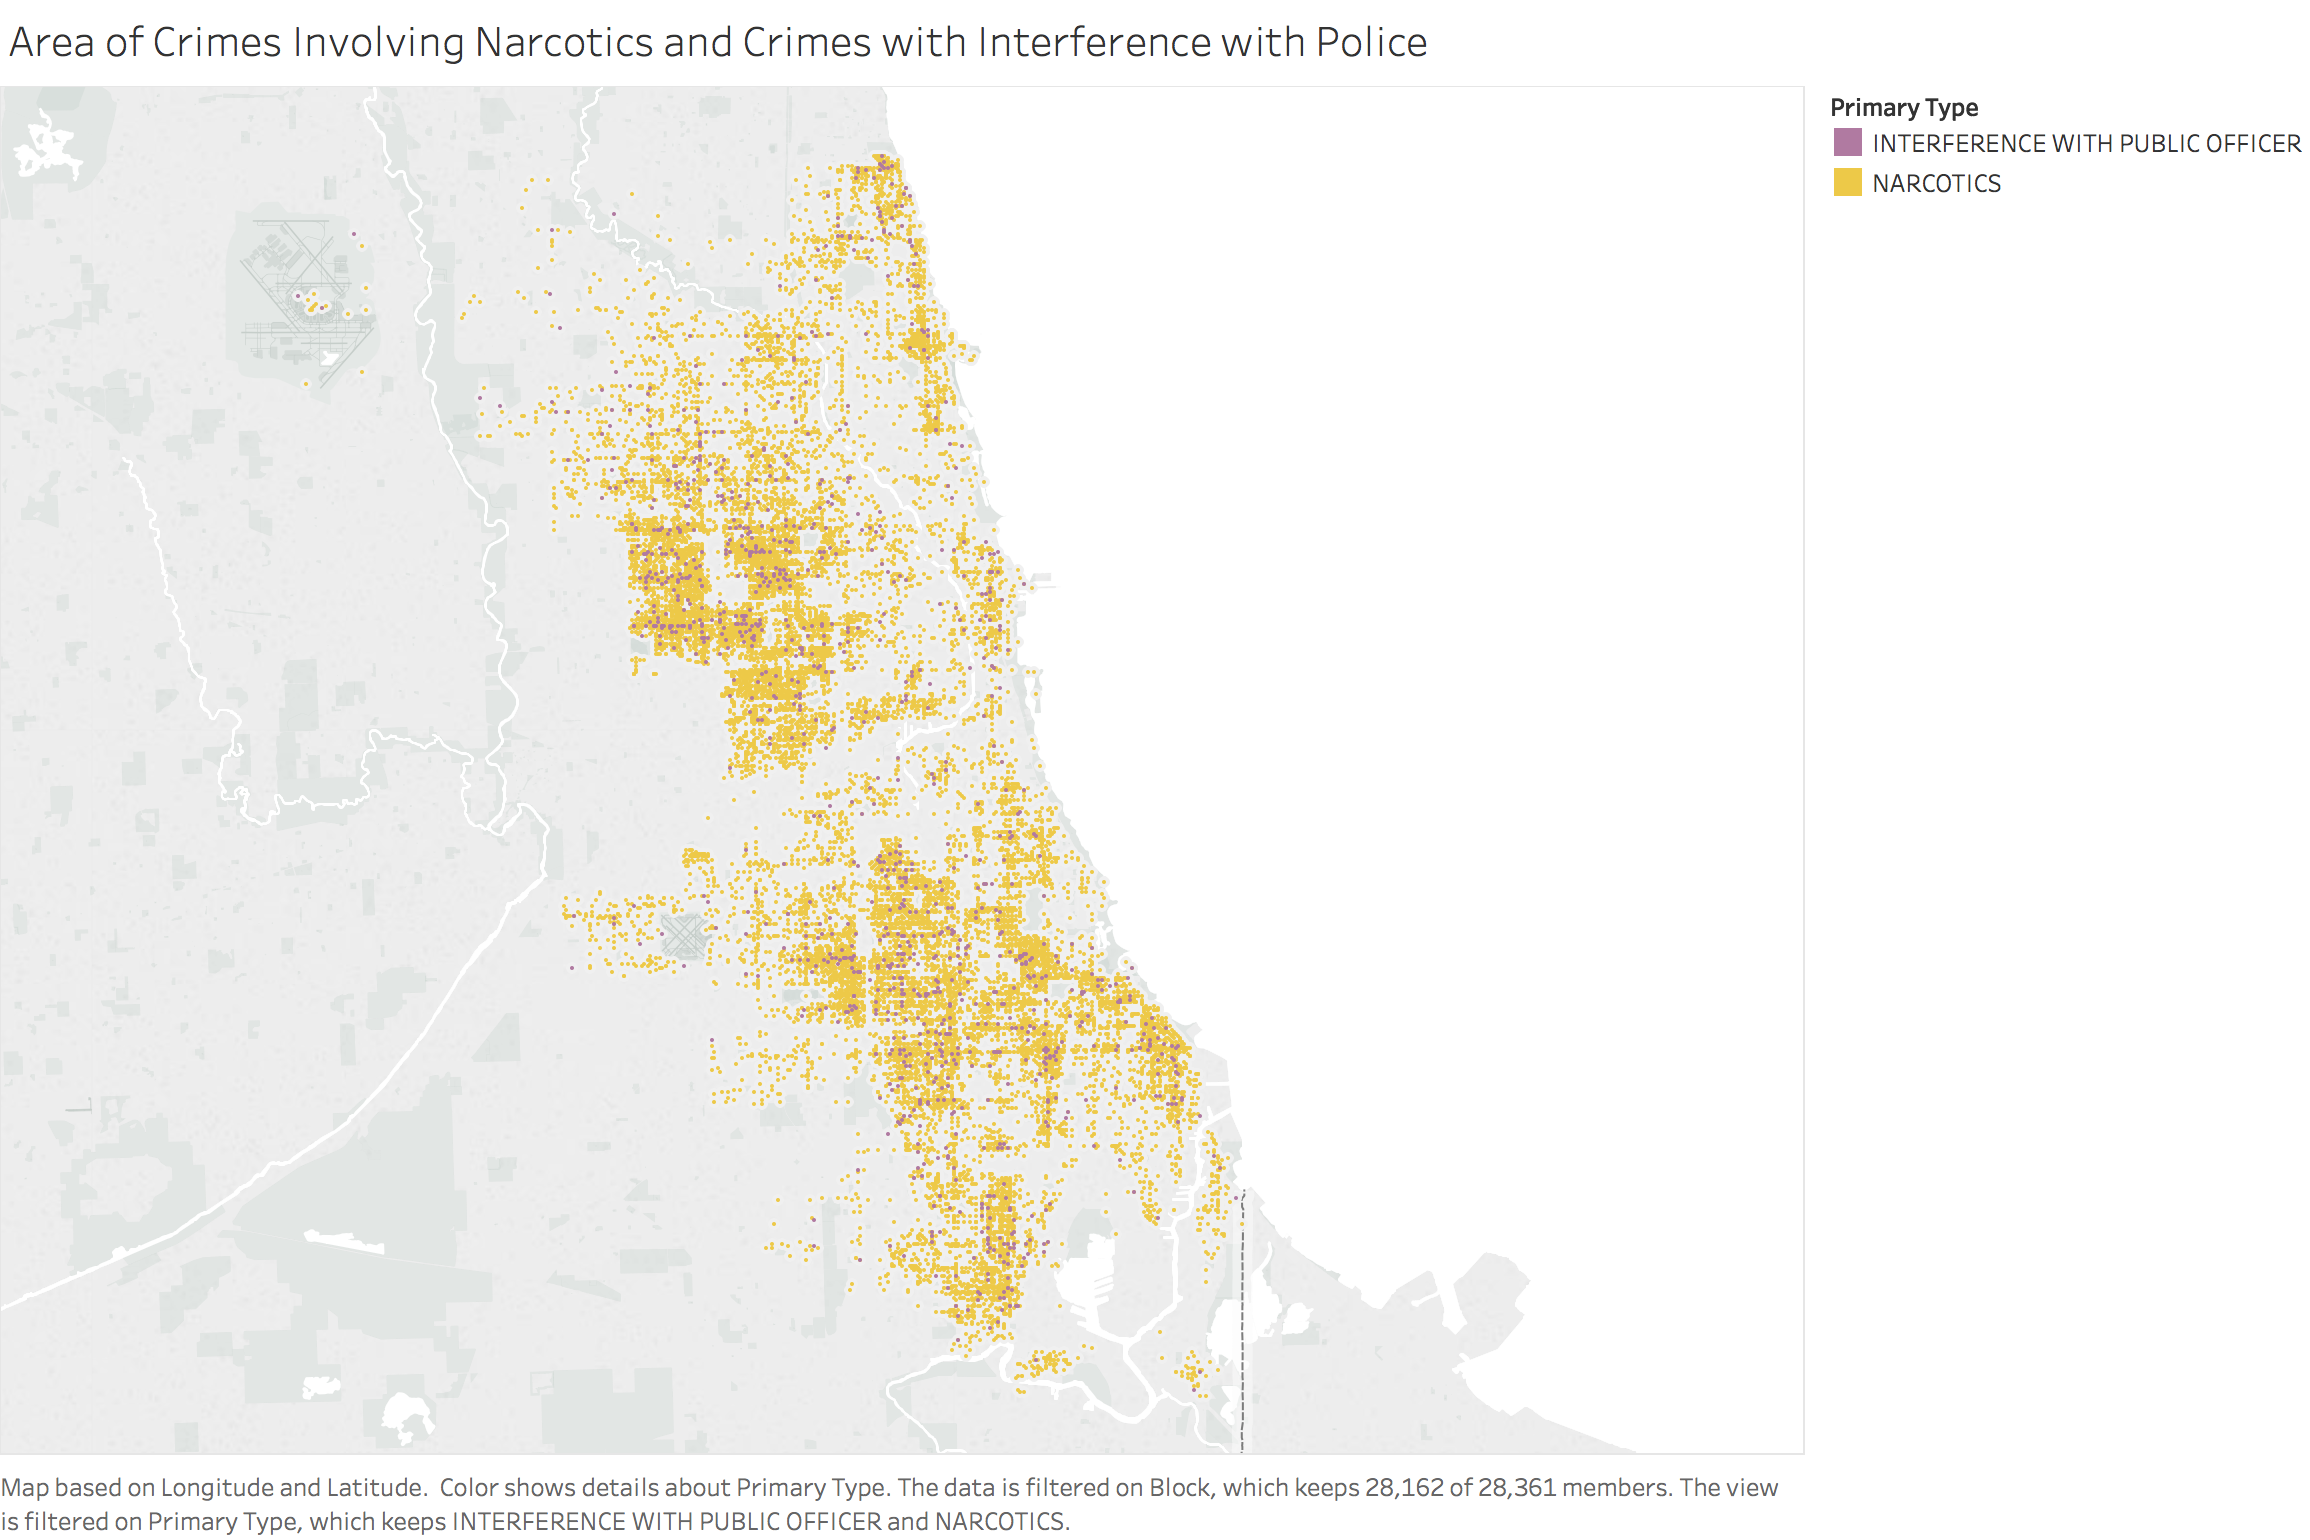 Area of Crimes Involving Narcotics and Crimes with Interference with Police
Primary Type
INTERFERENCE WITH PUBLIC OFFICER
NARCOTICS
Map based on Longitude and Latitude.  Color shows details about Primary Type. The data is filtered on Block, which keeps 28,162 of 28,361 members. The view
is filtered on Primary Type, which keeps INTERFERENCE WITH PUBLIC OFFICER and NARCOTICS.